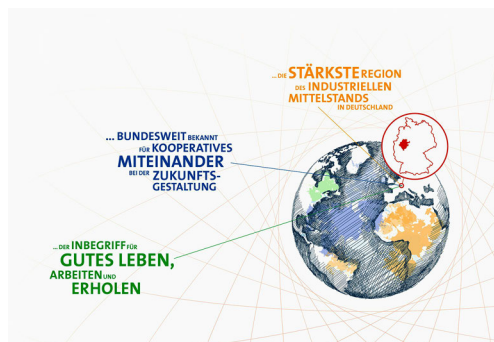 ... DIE STÄRKSTE REGION
DES INDUSTRIELLEN
MITTELSTANDS
IN DEUTSCHLAND
... BUNDESWEIT BEKANNT
FÜR KOOPERATIVES
MITEINANDER
BEI DER ZUKUNFTS-
GESTALTUNG
... DER INBEGRIFF FÜR
GUTES LEBEN,
ARBEITEN UND
ERHOLEN